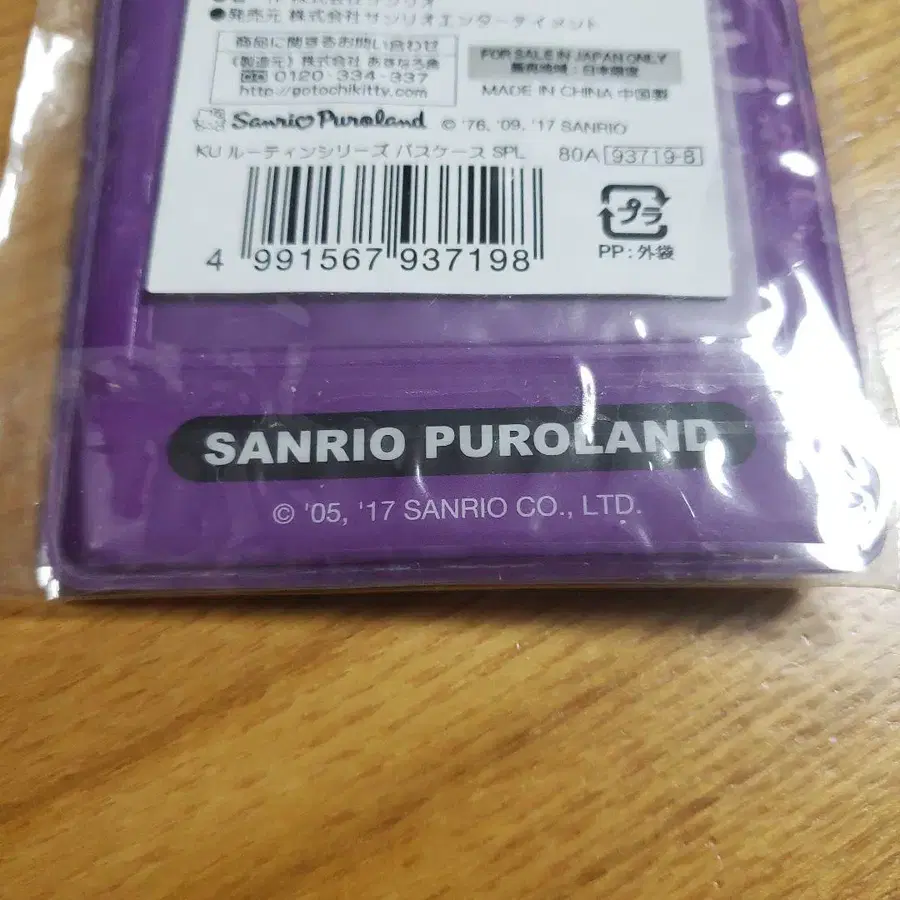 ●発売元 株式会社サンリオエンターテイメント
商品に関するお問い合わせ
(製造元)株式会社 あすなろ舎
0120-334-337
http://gotochikitty.com/
FOR SALE IN JAPAN ONLY
販売地域:日本限定
MADE IN CHINA 中国製
Sanrio Puroland © '76, '09, '17 SANRIO
KU ルーティンシリーズ パスケース SPL 80A 93719-8
4 991567 937198
プラ
PP:外袋
SANRIO PUROLAND
© '05, '17 SANRIO CO., LTD.